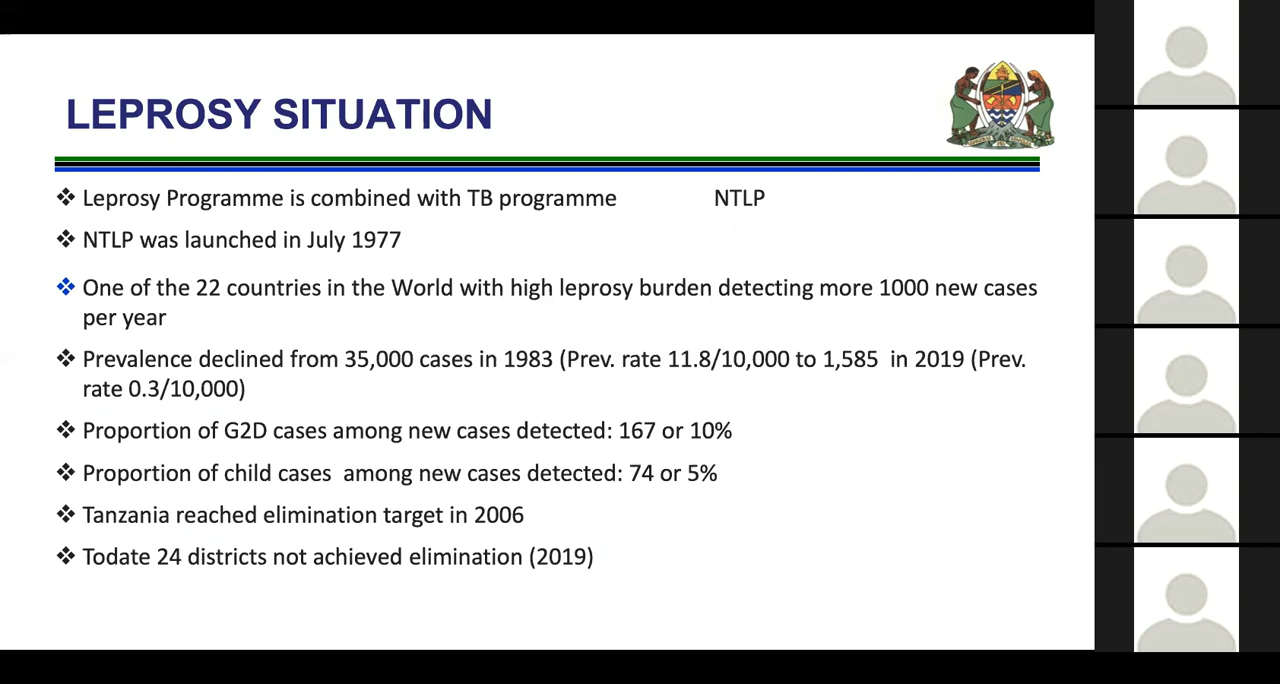 LEPROSY SITUATION
❖ Leprosy Programme is combined with TB programme NTLP
❖ NTLP was launched in July 1977
❖ One of the 22 countries in the World with high leprosy burden detecting more 1000 new cases
per year
❖ Prevalence declined from 35,000 cases in 1983 (Prev. rate 11.8/10,000 to 1,585 in 2019 (Prev.
rate 0.3/10,000)
❖ Proportion of G2D cases among new cases detected: 167 or 10%
❖ Proportion of child cases among new cases detected: 74 or 5%
❖ Tanzania reached elimination target in 2006
❖ Todate 24 districts not achieved elimination (2019)